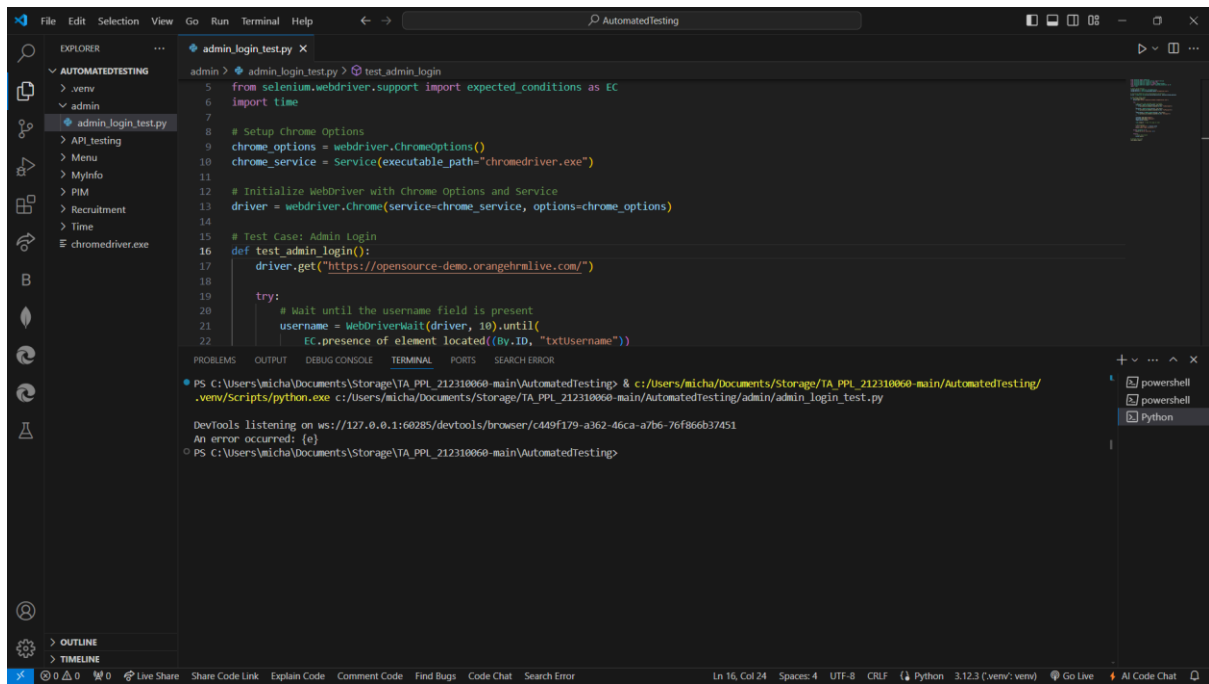 File Edit Selection View Go Run Terminal Help
AutomatedTesting
EXPLORER
AUTOMATEDTESTING
.venv
admin
admin_login_test.py
API_testing
Menu
MyInfo
PIM
Recruitment
Time
chromedriver.exe
OUTLINE
TIMELINE
admin_login_test.py
admin > admin_login_test.py > test_admin_login
5 from selenium.webdriver.support import expected_conditions as EC
6 import time
7
8 # Setup Chrome Options
9 chrome_options = webdriver.ChromeOptions()
10 chrome_service = Service(executable_path="chromedriver.exe")
11
12 # Initialize WebDriver with Chrome Options and Service
13 driver = webdriver.Chrome(service=chrome_service, options=chrome_options)
14
15 # Test Case: Admin Login
16 def test_admin_login():
17 driver.get("https://opensource-demo.orangehrmlive.com/")
18
19 try:
20 # Wait until the username field is present
21 username = WebDriverWait(driver, 10).until(
22 EC.presence_of_element_located((By.ID, "txtUsername"))
PROBLEMS OUTPUT DEBUG CONSOLE TERMINAL PORTS SEARCH ERROR
PS C:\Users\micha\Documents\Storage\TA_PPL_212310060-main\AutomatedTesting> & c:/Users/micha/Documents/Storage/TA_PPL_212310060-main/AutomatedTesting/
.venv/Scripts/python.exe c:/Users/micha/Documents/Storage/TA_PPL_212310060-main/AutomatedTesting/admin/admin_login_test.py
DevTools listening on ws://127.0.0.1:60285/devtools/browser/c449f179-a362-46ca-a7b6-76f866b37451
An error occurred: {e}
PS C:\Users\micha\Documents\Storage\TA_PPL_212310060-main\AutomatedTesting>
powershell
powershell
Python
0 0 0 Live Share Share Code Link Explain Code Comment Code Find Bugs Code Chat Search Error Ln 16, Col 24 Spaces: 4 UTF-8 CRLF Python 3.12.3 ('.venv': venv) Go Live AI Code Chat